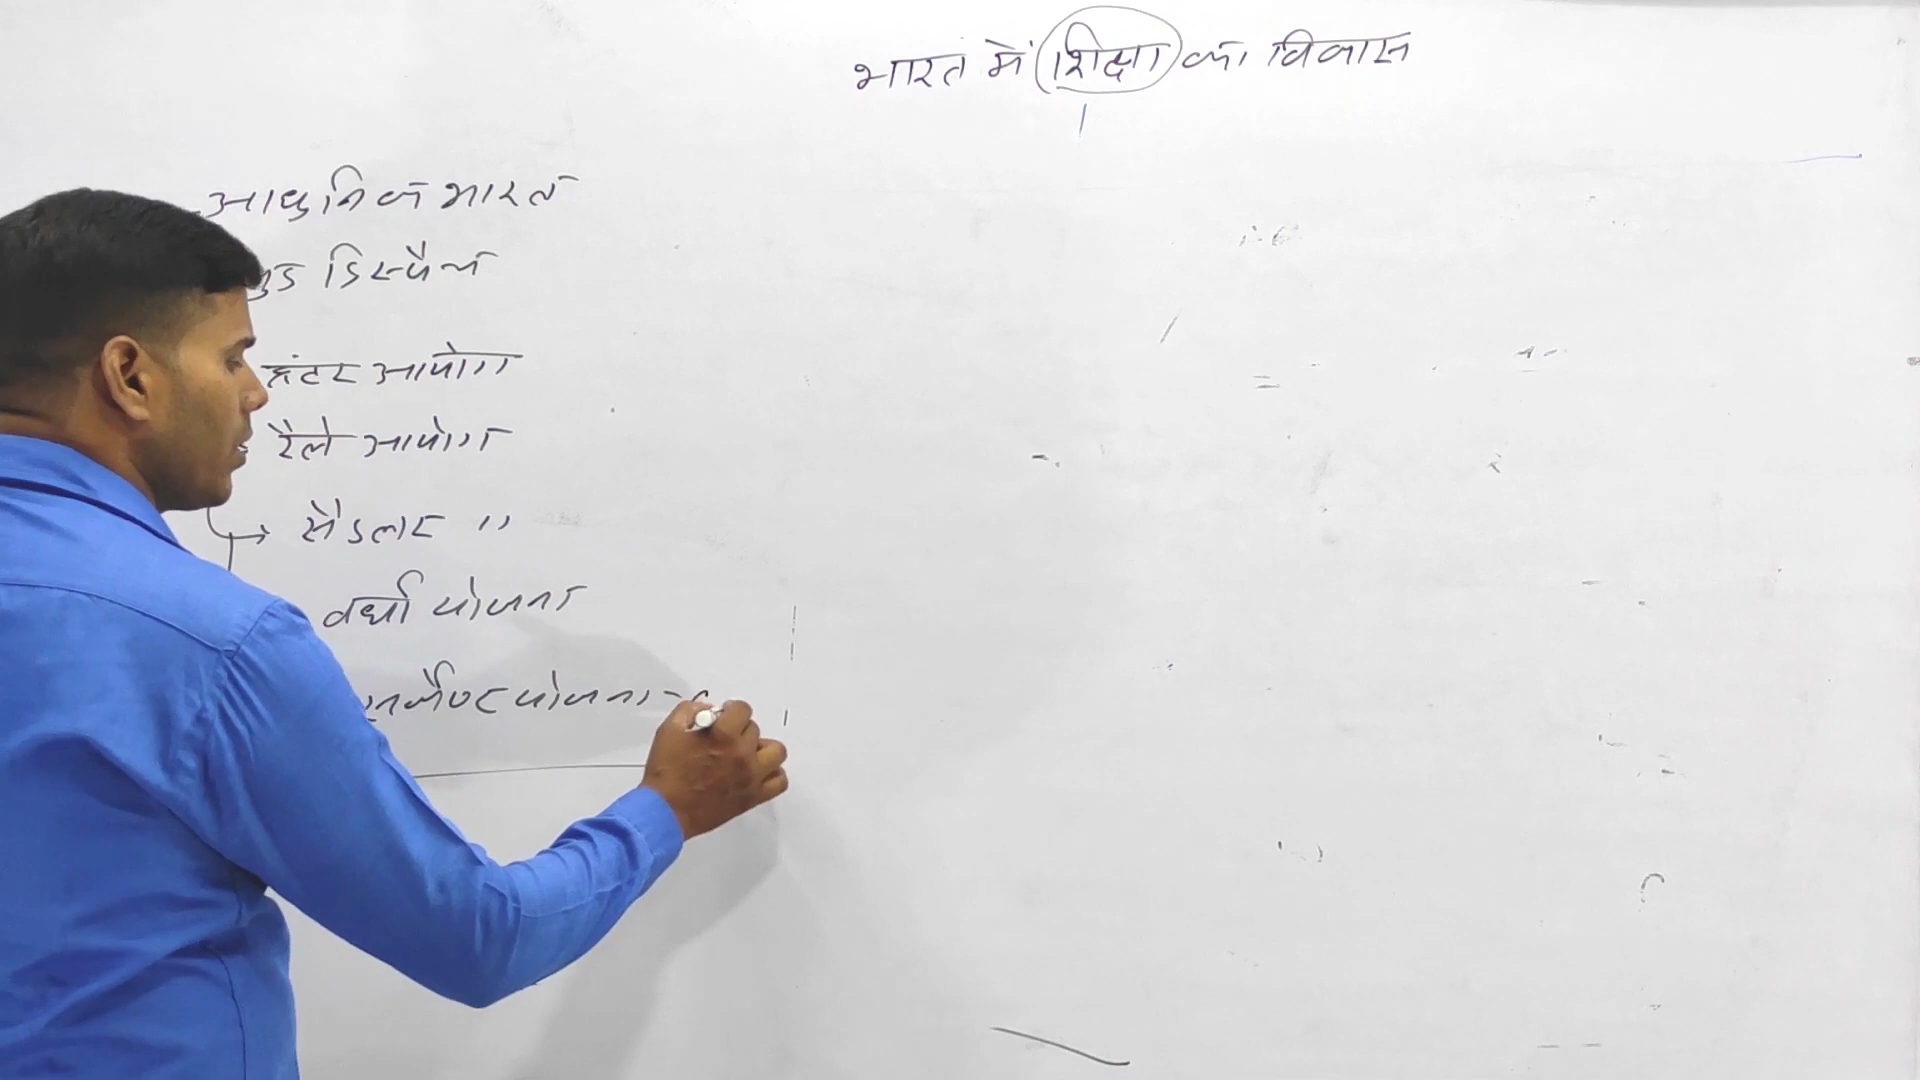 भारत में शिक्षा का विकास
आधुनिक भारत
वुड डिस्पैच
हंटर आयोग
रैले आयोग
सैडलर ,,
वर्धा योजना
सार्जेण्ट योजना -